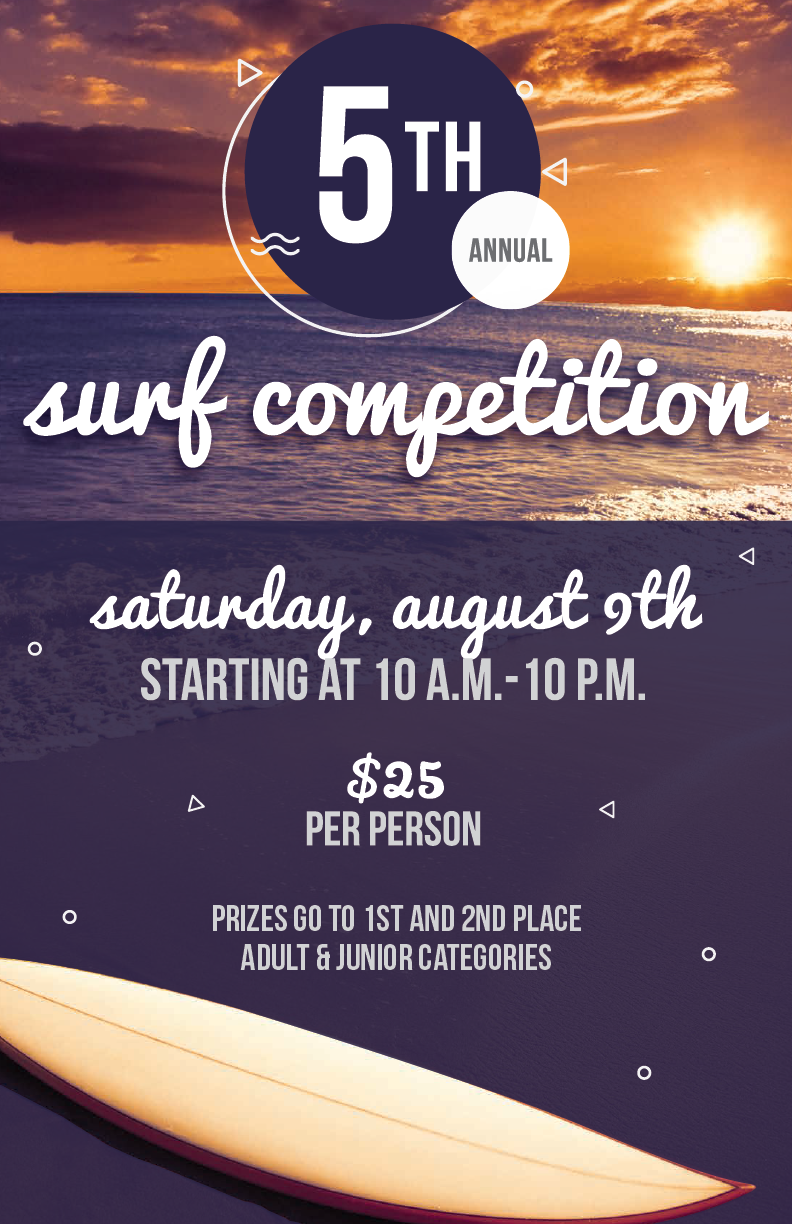 5TH
ANNUAL
surf competition
saturday, august 9th
STARTING AT 10 A.M.-10 P.M.
$25
PER PERSON
PRIZES GO TO 1ST AND 2ND PLACE
ADULT & JUNIOR CATEGORIES